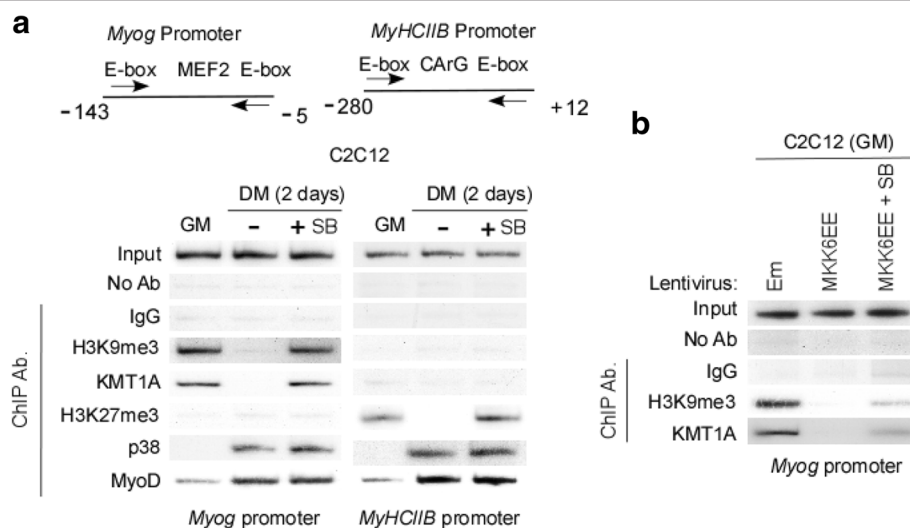 a
Myog Promoter
E-box MEF2 E-box
−143 −5
MyHCIIB Promoter
E-box CArG E-box
−280 +12
C2C12
DM (2 days) DM (2 days)
GM − + SB GM − + SB
Input
No Ab
ChIP Ab.
IgG
H3K9me3
KMT1A
H3K27me3
p38
MyoD
Myog promoter MyHCIIB promoter
b
C2C12 (GM)
Lentivirus: Em MKK6EE MKK6EE + SB
Input
No Ab
ChIP Ab.
IgG
H3K9me3
KMT1A
Myog promoter